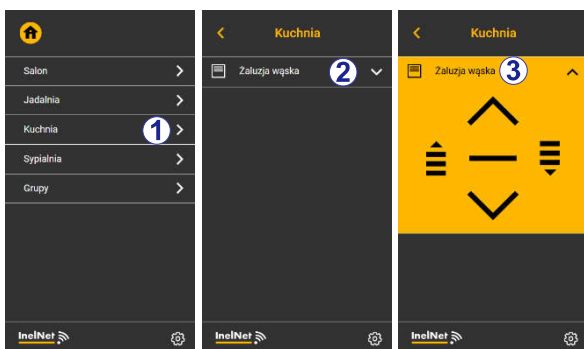 Salon
Jadalnia
Kuchnia
1
Sypialnia
Grupy
InelNet
Kuchnia
Żaluzja wąska
2
InelNet
Kuchnia
Żaluzja wąska
3
InelNet